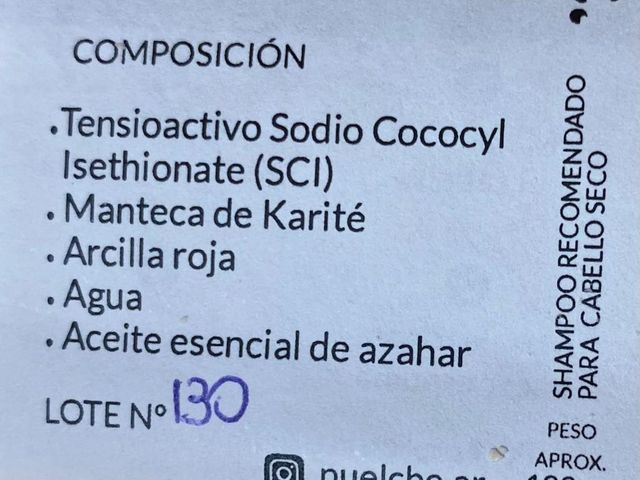 COMPOSICIÓN
.Tensioactivo Sodio Cococyl
Isethionate (SCI)
. Manteca de Karité
. Arcilla roja
. Agua
. Aceite esencial de azahar
LOTE Nº 130
SHAMPOO RECOMENDADO
PARA CABELLO SECO
PESO
APROX.